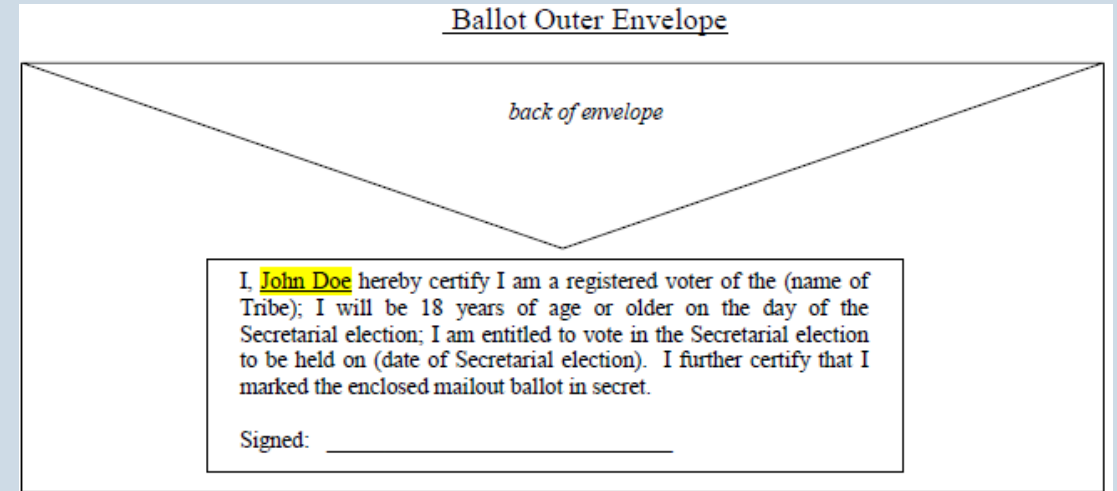 Ballot Outer Envelope
back of envelope
I, John Doe hereby certify I am a registered voter of the (name of
Tribe); I will be 18 years of age or older on the day of the
Secretarial election; I am entitled to vote in the Secretarial election
to be held on (date of Secretarial election). I further certify that I
marked the enclosed mailout ballot in secret.
Signed: ______________________________